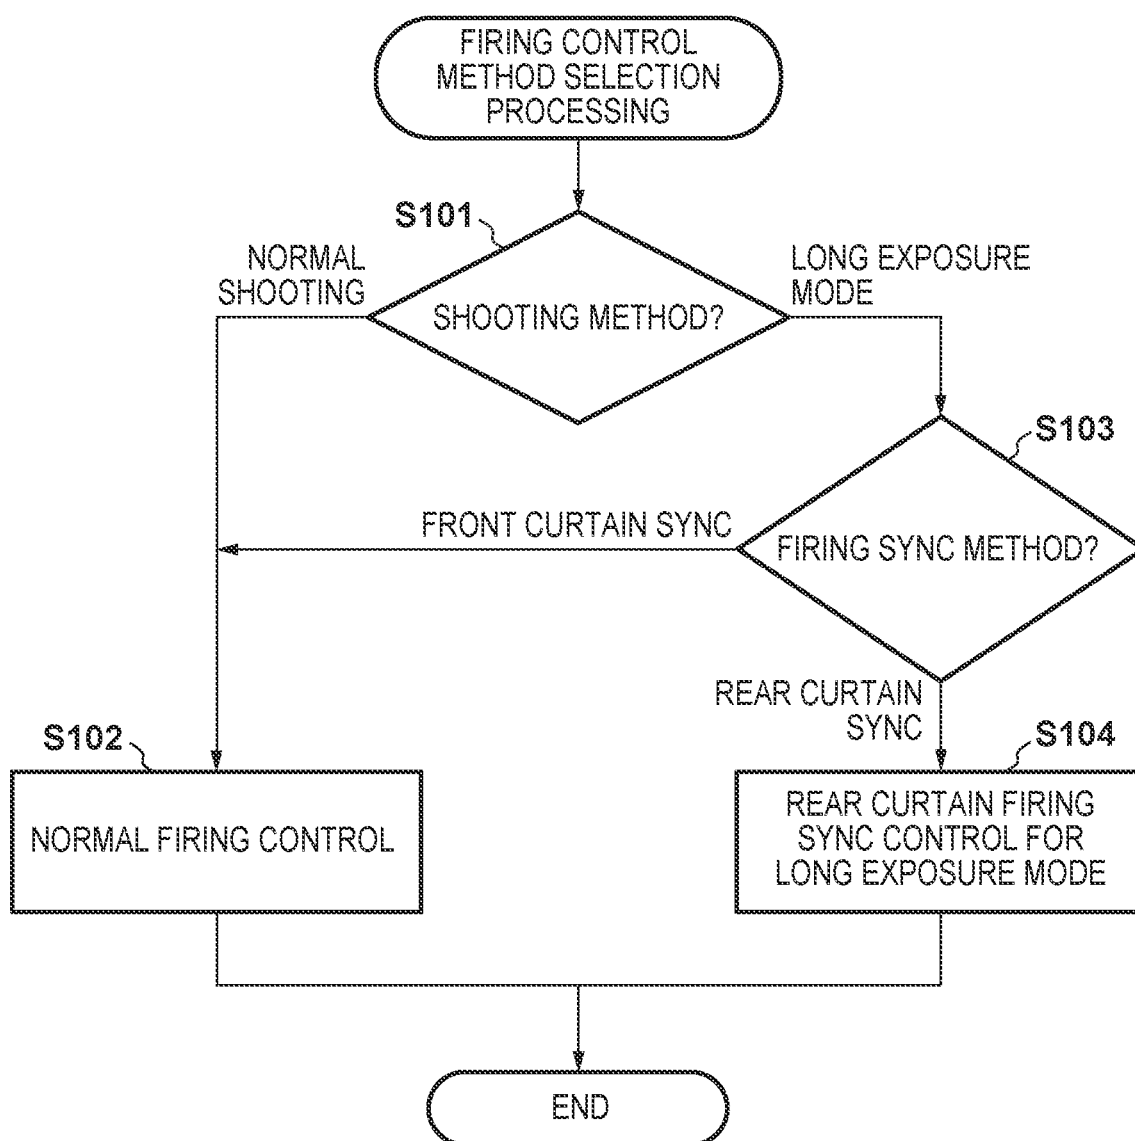 FIRING CONTROL
METHOD SELECTION
PROCESSING
S101
NORMAL
SHOOTING
LONG EXPOSURE
MODE
SHOOTING METHOD?
S103
FRONT CURTAIN SYNC
FIRING SYNC METHOD?
REAR CURTAIN
SYNC
S102
S104
NORMAL FIRING CONTROL
REAR CURTAIN FIRING
SYNC CONTROL FOR
LONG EXPOSURE MODE
END